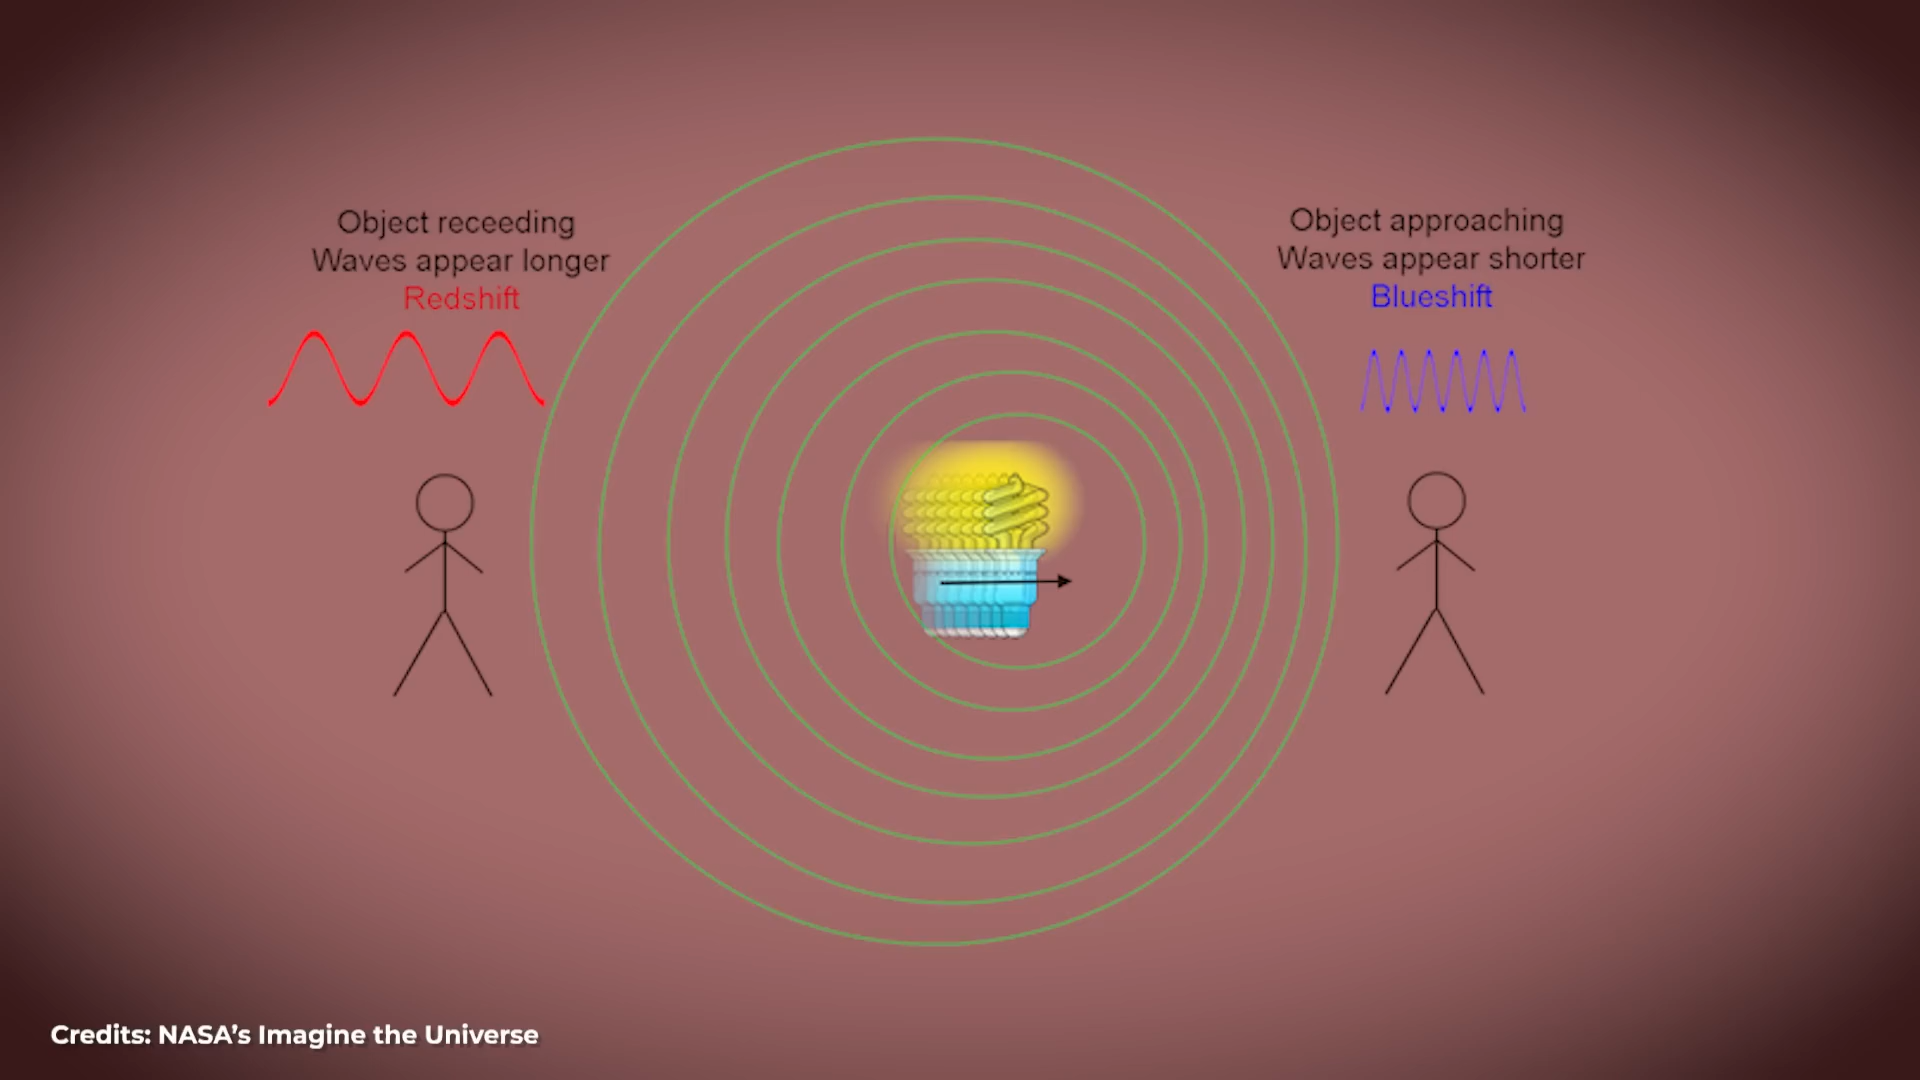 Object receeding
Waves appear longer
Redshift
Object approaching
Waves appear shorter
Blueshift
Credits: NASA’s Imagine the Universe